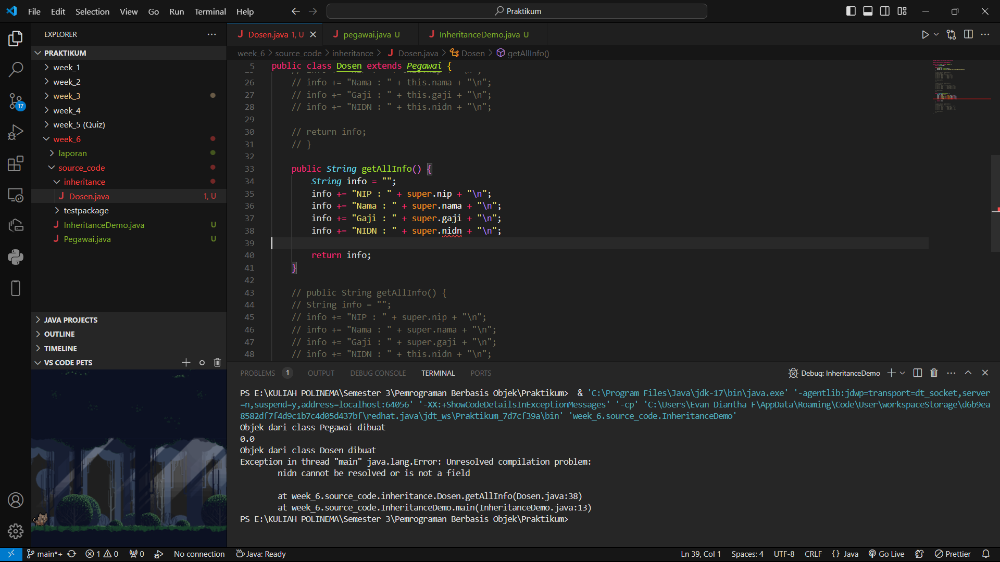 File Edit Selection View Go Run Terminal Help
Praktikum
EXPLORER
PRAKTIKUM
week_1
week_2
week_3
week_4
week_5 (Quiz)
week_6
laporan
source_code
inheritance
J Dosen.java 1, U
testpackage
J InheritanceDemo.java U
J Pegawai.java U
JAVA PROJECTS
OUTLINE
TIMELINE
VS CODE PETS
17
J Dosen.java 1, U
J pegawai.java U
J InheritanceDemo.java U
week_6 > source_code > inheritance > J Dosen.java > Dosen > getAllInfo()
5 public class Dosen extends Pegawai {
26 // info += "Nama : " + this.nama + "\n";
27 // info += "Gaji : " + this.gaji + "\n";
28 // info += "NIDN : " + this.nidn + "\n";
29
30 // return info;
31 // }
32
33 public String getAllInfo() {
34 String info = "";
35 info += "NIP : " + super.nip + "\n";
36 info += "Nama : " + super.nama + "\n";
37 info += "Gaji : " + super.gaji + "\n";
38 info += "NIDN : " + super.nidn + "\n";
39
40 return info;
41 }
42
43 // public String getAllInfo() {
44 // String info = "";
45 // info += "NIP : " + super.nip + "\n";
46 // info += "Nama : " + super.nama + "\n";
47 // info += "Gaji : " + super.gaji + "\n";
48 // info += "NIDN : " + this.nidn + "\n";
PROBLEMS 1 OUTPUT DEBUG CONSOLE TERMINAL PORTS
Debug: InheritanceDemo
PS E:\KULIAH POLINEMA\Semester 3\Pemrograman Berbasis Objek\Praktikum> & 'C:\Program Files\Java\jdk-17\bin\java.exe' '-agentlib:jdwp=transport=dt_socket,server
=n,suspend=y,address=localhost:64056' '-XX:+ShowCodeDetailsInExceptionMessages' '-cp' 'C:\Users\Evan Diantha F\AppData\Roaming\Code\User\workspaceStorage\d6b9ea
8582df7f4d9c1b7c4d05d437bf\redhat.java\jdt_ws\Praktikum_7d7cf39a\bin' 'week_6.source_code.InheritanceDemo'
Objek dari class Pegawai dibuat
0.0
Objek dari class Dosen dibuat
Exception in thread "main" java.lang.Error: Unresolved compilation problem:
nidn cannot be resolved or is not a field
at week_6.source_code.inheritance.Dosen.getAllInfo(Dosen.java:38)
at week_6.source_code.InheritanceDemo.main(InheritanceDemo.java:13)
PS E:\KULIAH POLINEMA\Semester 3\Pemrograman Berbasis Objek\Praktikum>
main*+ 1 0 0 No connection Java: Ready
Ln 39, Col 1 Spaces: 4 UTF-8 CRLF {} Java Go Live Prettier